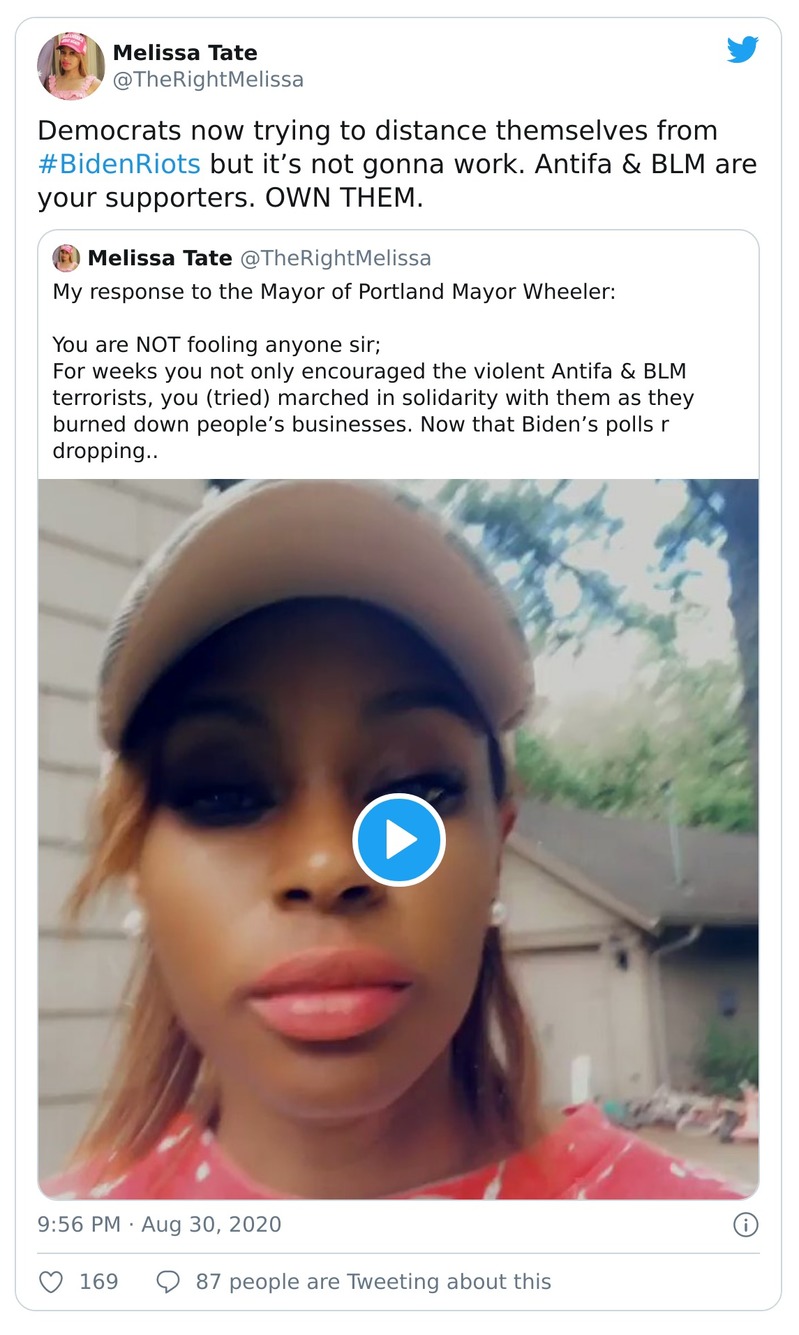 Melissa Tate
@TheRightMelissa
Democrats now trying to distance themselves from
#BidenRiots but it’s not gonna work. Antifa & BLM are
your supporters. OWN THEM.
Melissa Tate @TheRightMelissa
My response to the Mayor of Portland Mayor Wheeler:
You are NOT fooling anyone sir;
For weeks you not only encouraged the violent Antifa & BLM
terrorists, you (tried) marched in solidarity with them as they
burned down people’s businesses. Now that Biden’s polls r
dropping..
9:56 PM · Aug 30, 2020
169 87 people are Tweeting about this